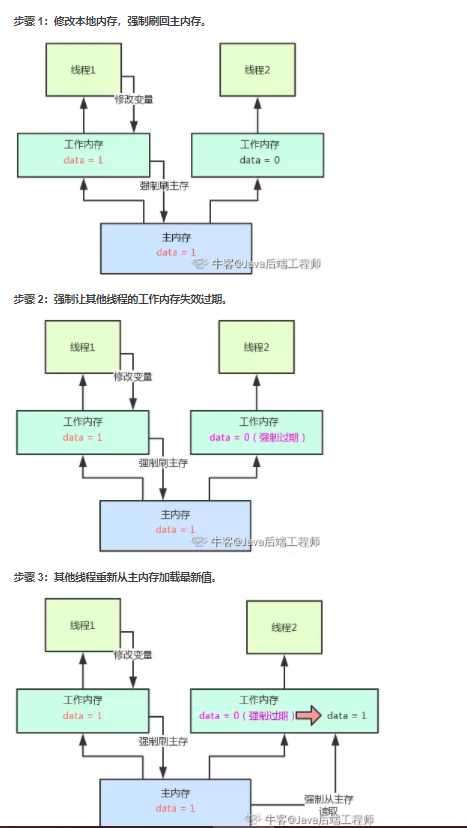 步骤 1：修改本地内存，强制刷回主内存。
线程1
线程2
修改变量
工作内存
data = 1
工作内存
data = 0
强制刷主存
主内存
data = 1
牛客@Java后端工程师
步骤 2：强制让其他线程的工作内存失效过期。
线程1
线程2
修改变量
工作内存
data = 1
工作内存
data = 0（强制过期）
强制刷主存
主内存
data = 1
牛客@Java后端工程师
步骤 3：其他线程重新从主内存加载最新值。
线程1
线程2
修改变量
工作内存
data = 1
工作内存
data = 0（强制过期）
data = 1
强制刷主存
主内存
data = 1
强制从主存
读取
牛客@Java后端工程师